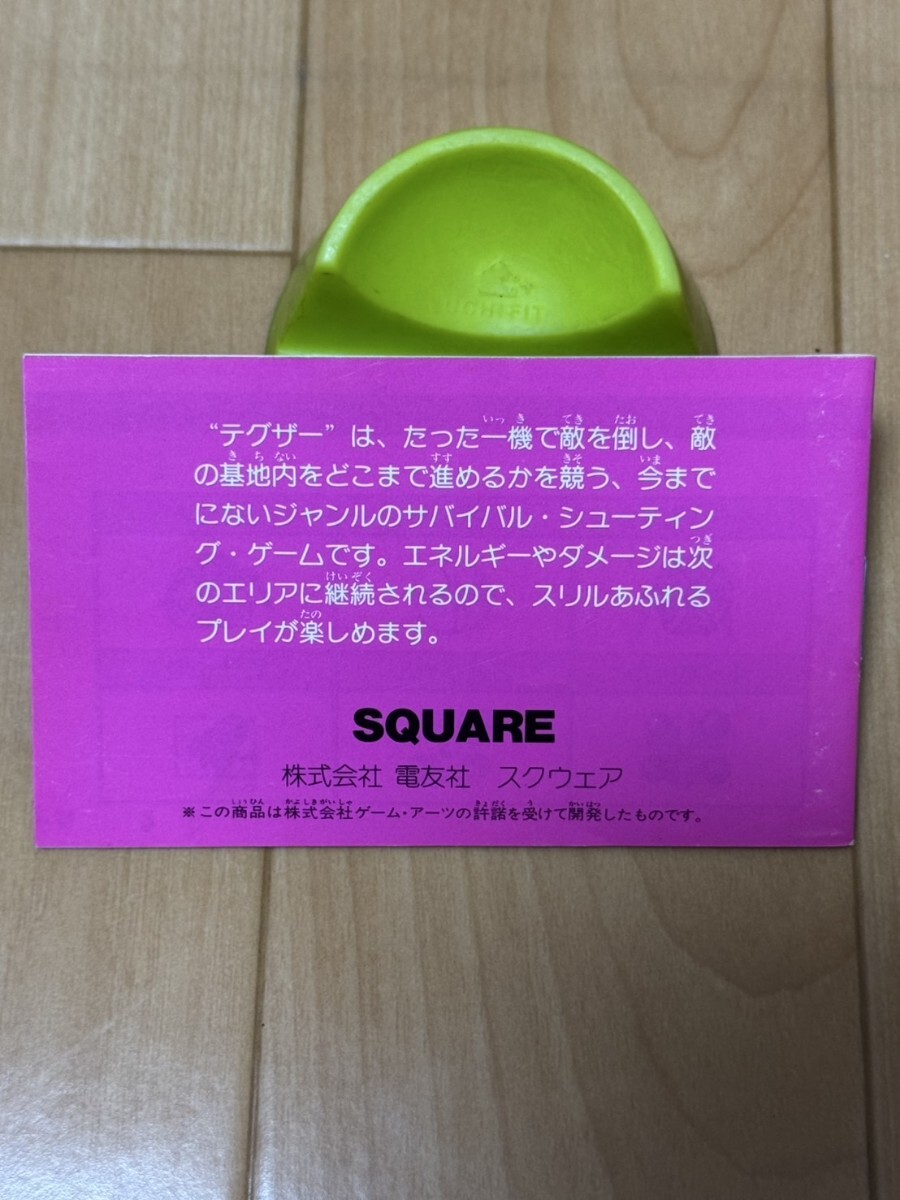 “テグザー”は、たった一機で敵を倒し、敵
の基地内をどこまで進めるかを競う、今まで
にないジャンルのサバイバル・シューティン
グ・ゲームです。エネルギーやダメージは次
のエリアに継続されるので、スリルあふれる
プレイが楽しめます。
SQUARE
株式会社 電友社 スクウェア
※この商品は株式会社ゲーム・アーツの許諾を受けて開発したものです。